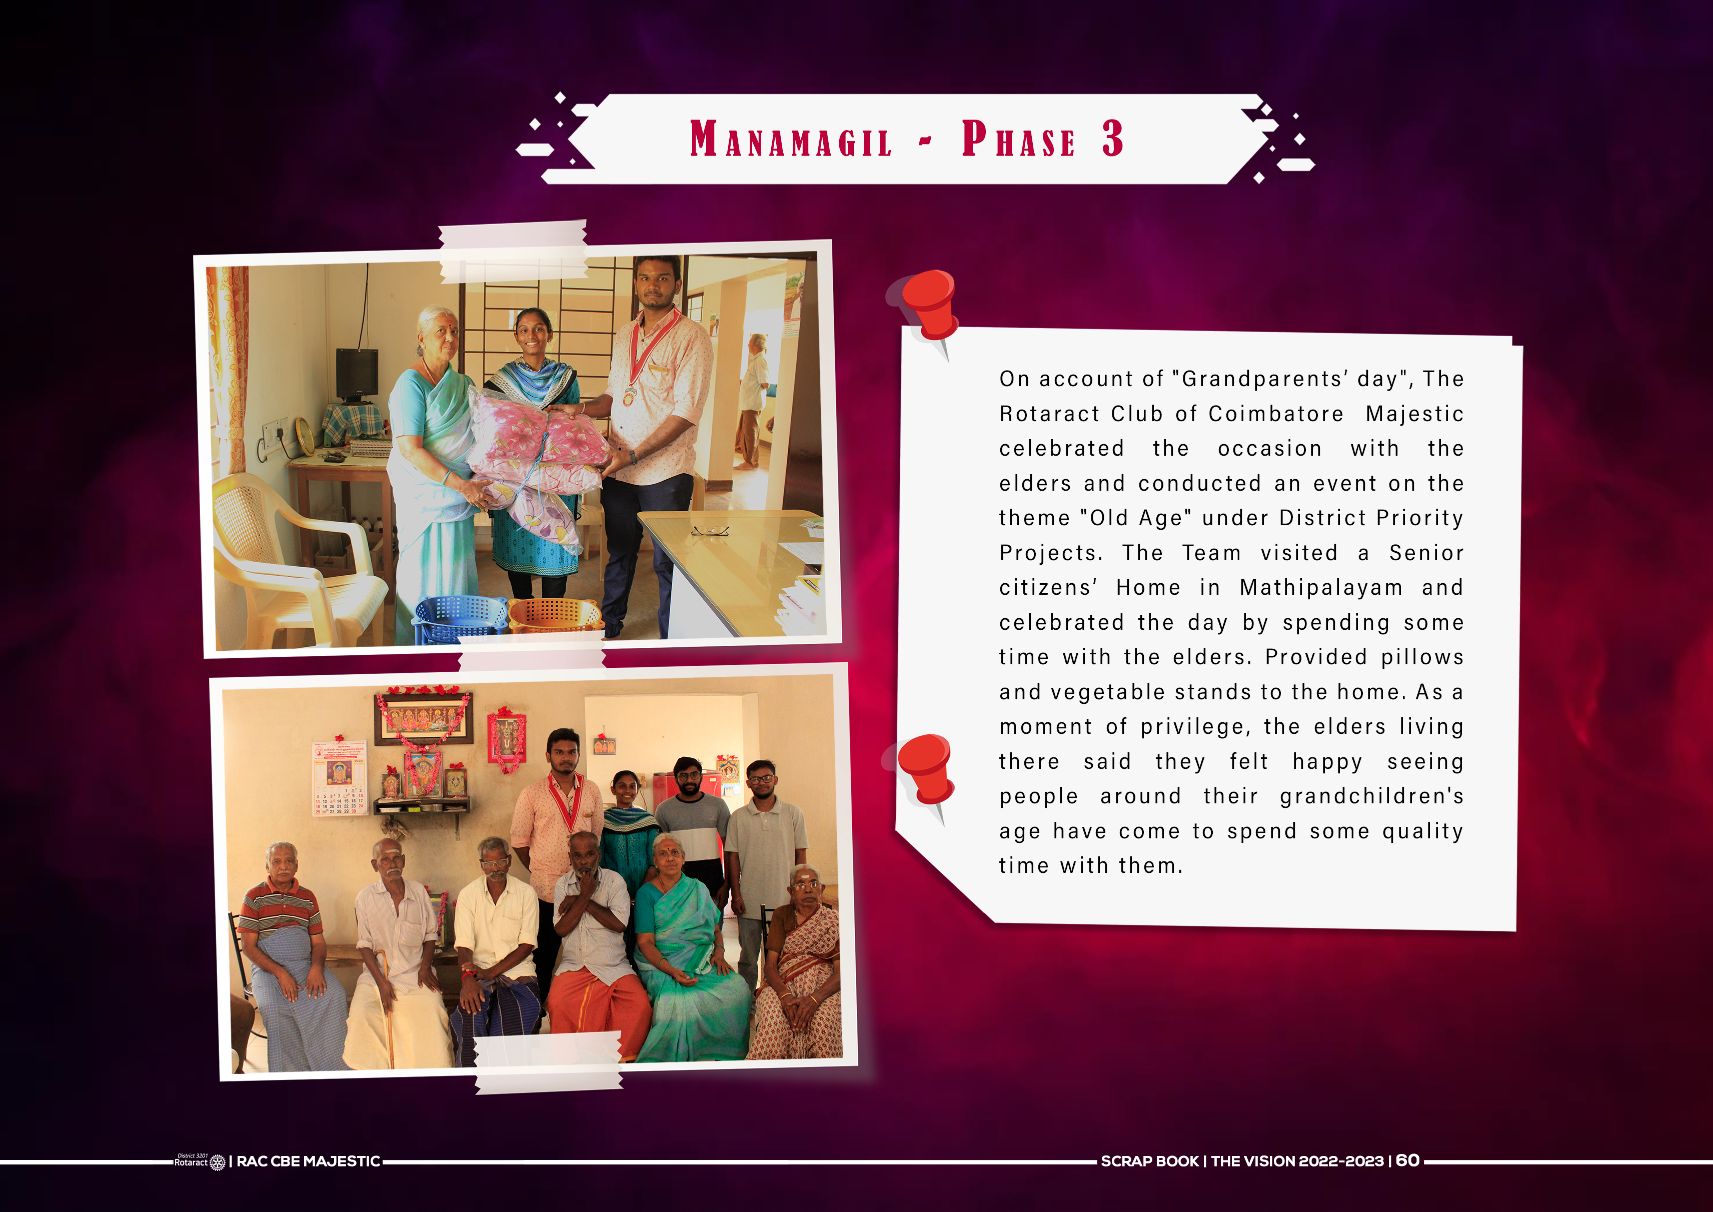 MANAMAGIL - PHASE 3
On account of "Grandparents’ day", The
Rotaract Club of Coimbatore Majestic
celebrated the occasion with the
elders and conducted an event on the
theme "Old Age" under District Priority
Projects. The Team visited a Senior
citizens’ Home in Mathipalayam and
celebrated the day by spending some
time with the elders. Provided pillows
and vegetable stands to the home. As a
moment of privilege, the elders living
there said they felt happy seeing
people around their grandchildren's
age have come to spend some quality
time with them.
District 3201
Rotaract | RAC CBE MAJESTIC
SCRAP BOOK | THE VISION 2022-2023 | 60